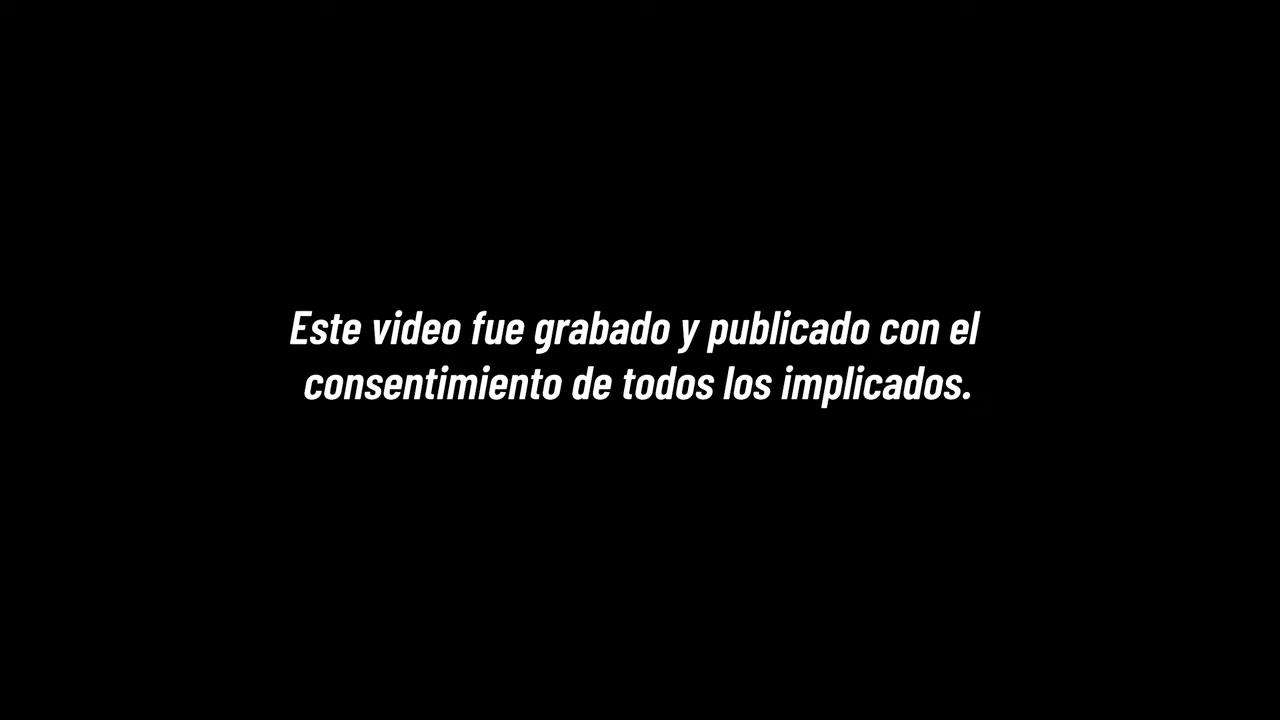 Este video fue grabado y publicado con el
consentimiento de todos los implicados.